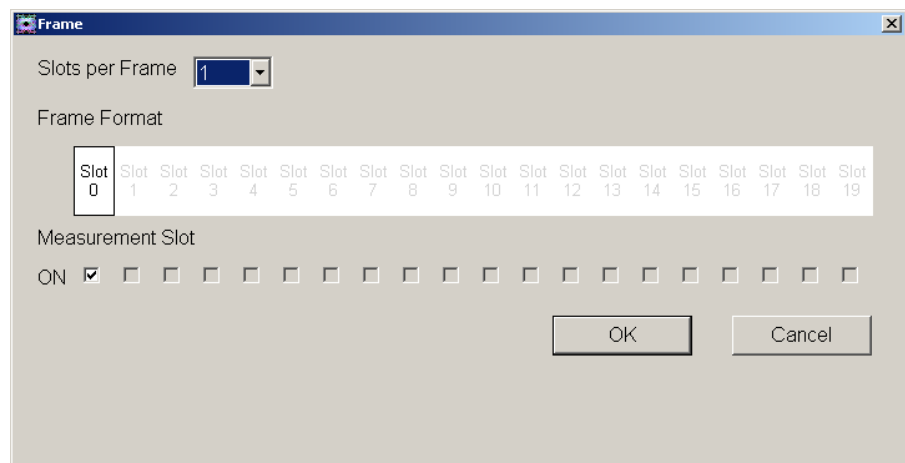 Frame
Slots per Frame 1
Frame Format
Slot Slot Slot Slot Slot Slot Slot Slot Slot Slot Slot Slot Slot Slot Slot Slot Slot Slot Slot Slot
0 1 2 3 4 5 6 7 8 9 10 11 12 13 14 15 16 17 18 19
Measurement Slot
ON
OK Cancel